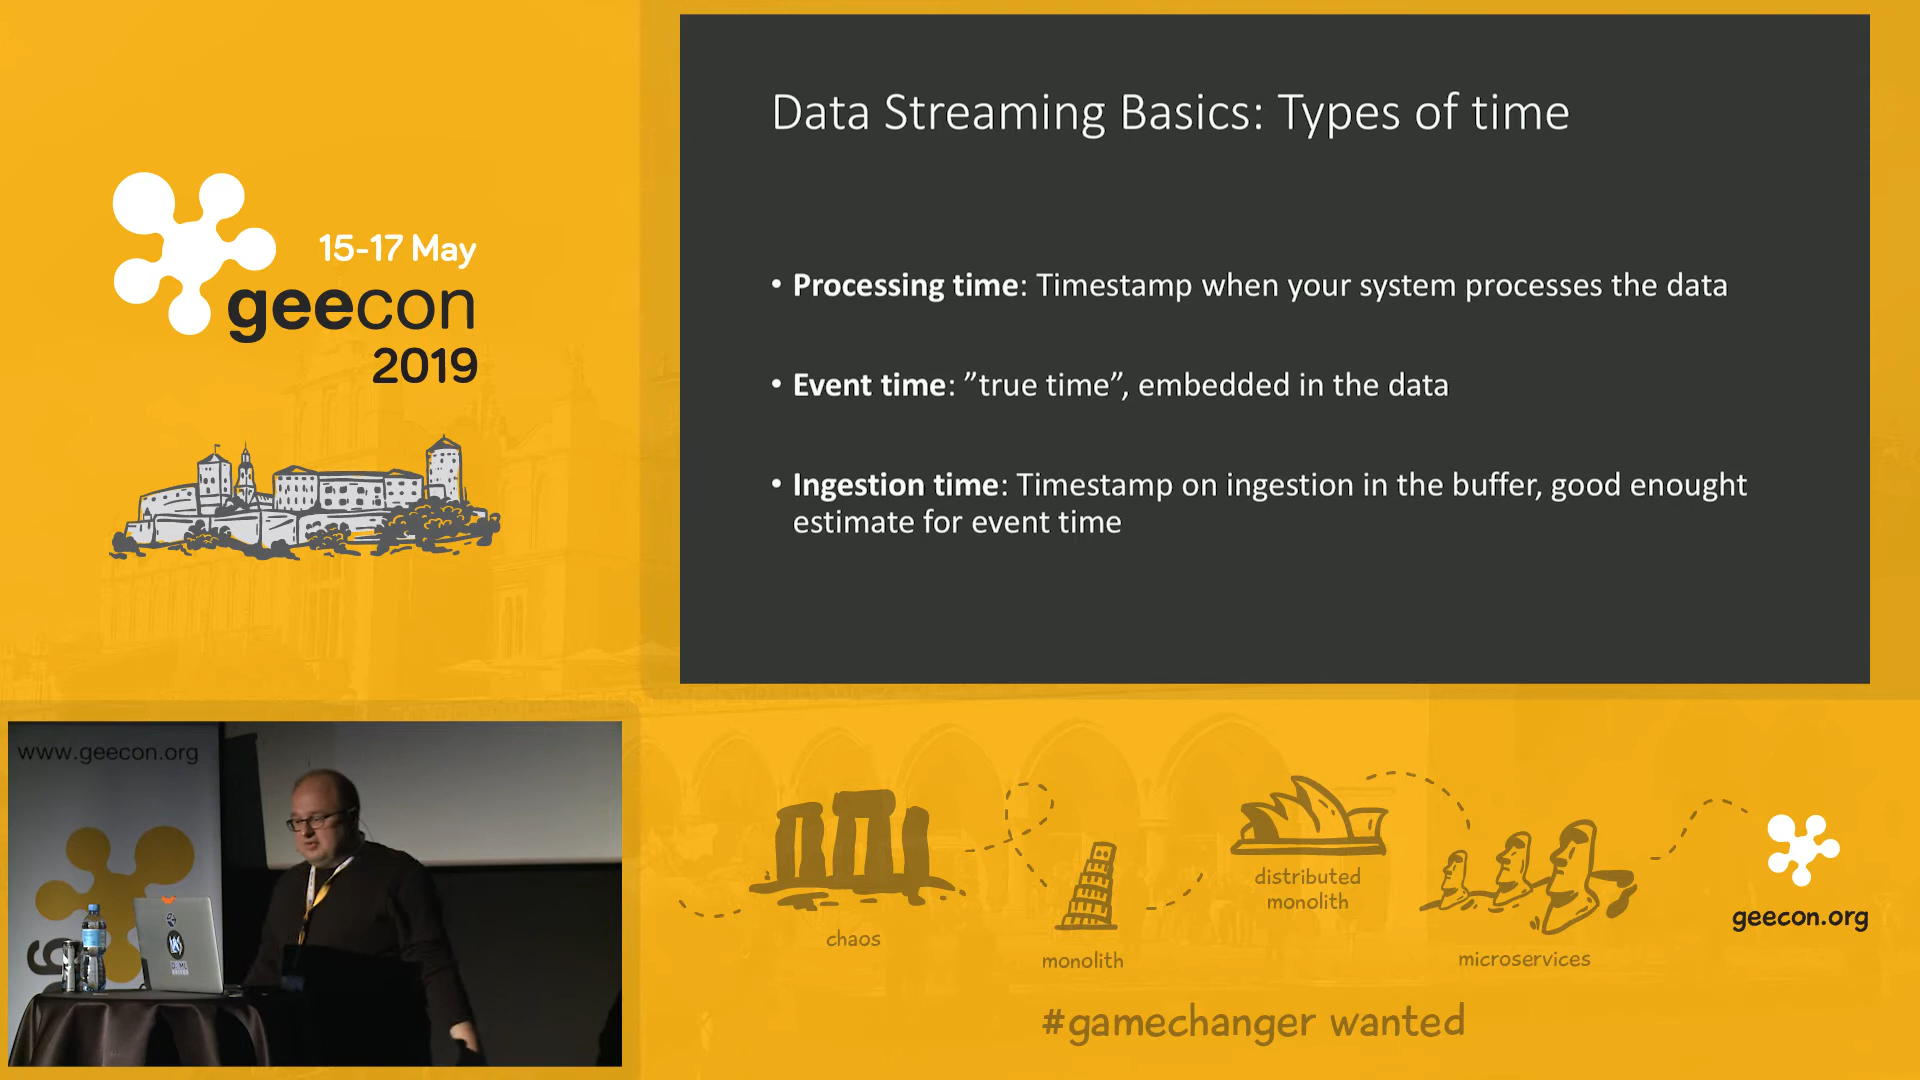 15-17 May
geecon
2019
Data Streaming Basics: Types of time
• Processing time: Timestamp when your system processes the data
• Event time: ”true time”, embedded in the data
• Ingestion time: Timestamp on ingestion in the buffer, good enought
estimate for event time
www.geecon.org
chaos
monolith
distributed
monolith
microservices
geecon.org
#gamechanger wanted